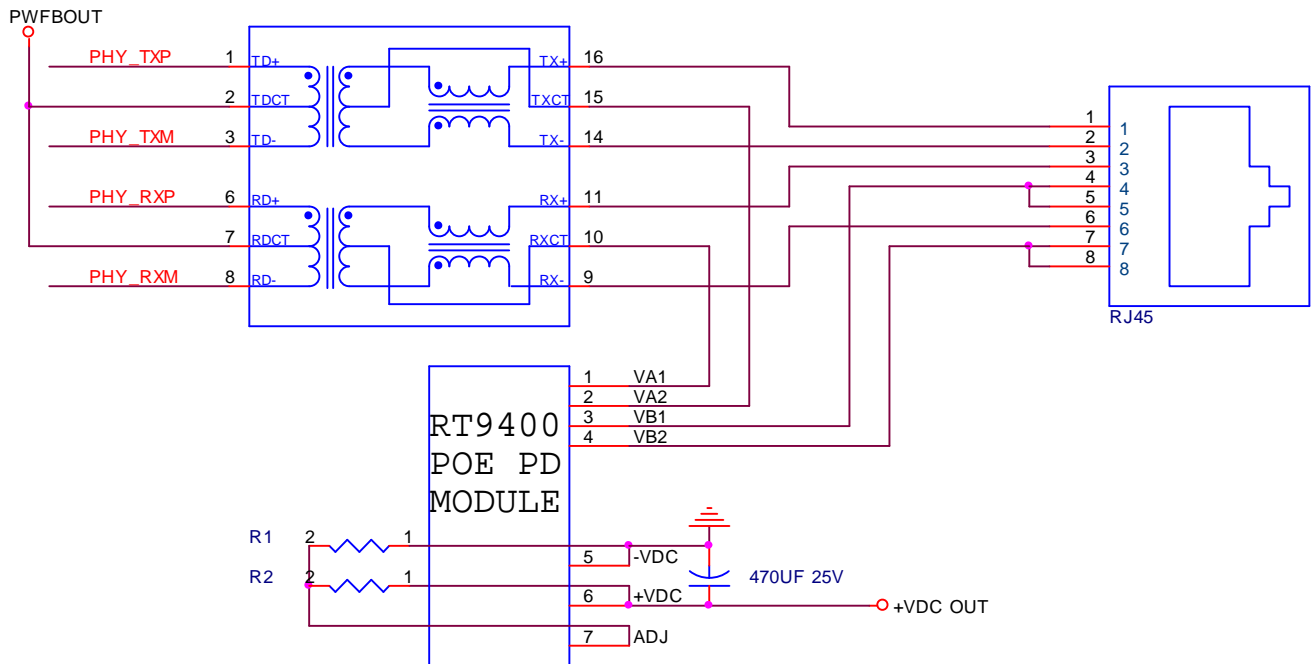 PWFBOUT
PHY_TXP 1 TD+ TX+ 16
1 1
PHY_TXM 3 TD- TX- 14
2 TDCT TXCT 15
2 2
3 3
PHY_RXP 6 RD+ RX+ 11
4 4
5 5
6 6
7 RDCT RXCT 10
7 7
8 8
PHY_RXM 8 RD- RX- 9
RJ45
1 VA1
2 VA2
3 VB1
4 VB2
RT9400
POE PD
MODULE
R1 2 1
5 -VDC
R2 2 1
470UF 25V
6 +VDC
+VDC OUT
7 ADJ